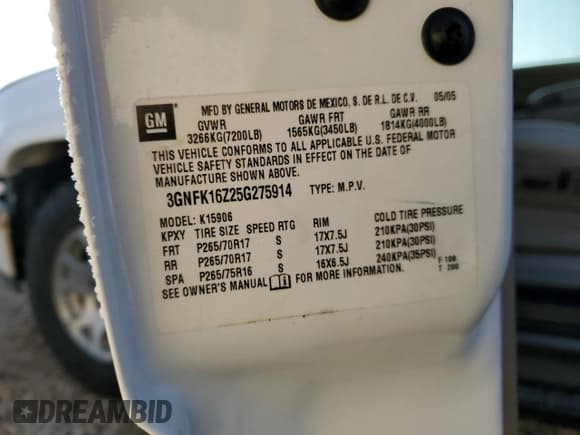 GM
MFD BY GENERAL MOTORS DE MEXICO, S. DE R.L. DE C.V. 05/05
GVWR GAWR FRT GAWR RR
3266KG(7200LB) 1565KG(3450LB) 1814KG(4000LB)
THIS VEHICLE CONFORMS TO ALL APPLICABLE U.S. FEDERAL MOTOR
VEHICLE SAFETY STANDARDS IN EFFECT ON THE DATE OF
MANUFACTURE SHOWN ABOVE.
3GNFK16Z25G275914 TYPE: M.P.V.
MODEL: K15906
KPXY TIRE SIZE SPEED RTG RIM COLD TIRE PRESSURE
FRT P265/70R17 S 17X7.5J 210KPA(30PSI)
RR P265/70R17 S 17X7.5J 210KPA(30PSI)
SPA P265/75R16 S 16X6.5J 240KPA(35PSI)
SEE OWNER'S MANUAL FOR MORE INFORMATION.
DREAMBID